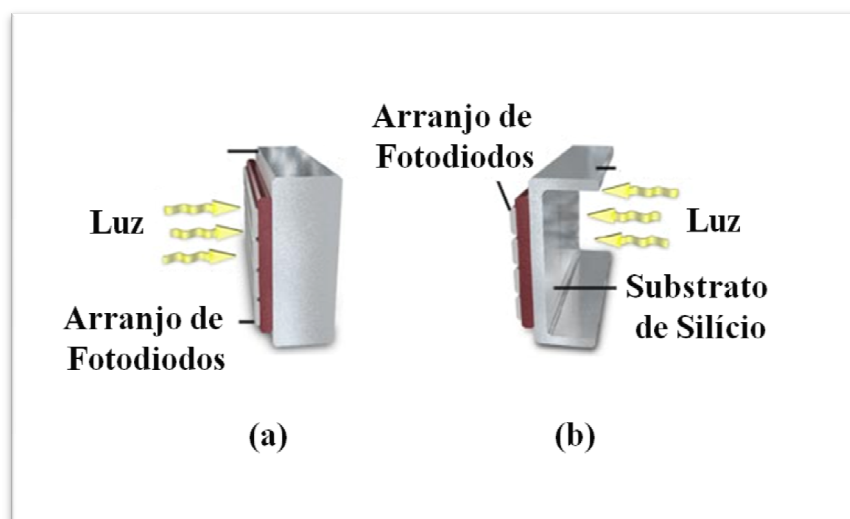 Luz
Arranjo de
Fotodiodos
(a)
Arranjo de
Fotodiodos
Luz
Substrato
de Silício
(b)